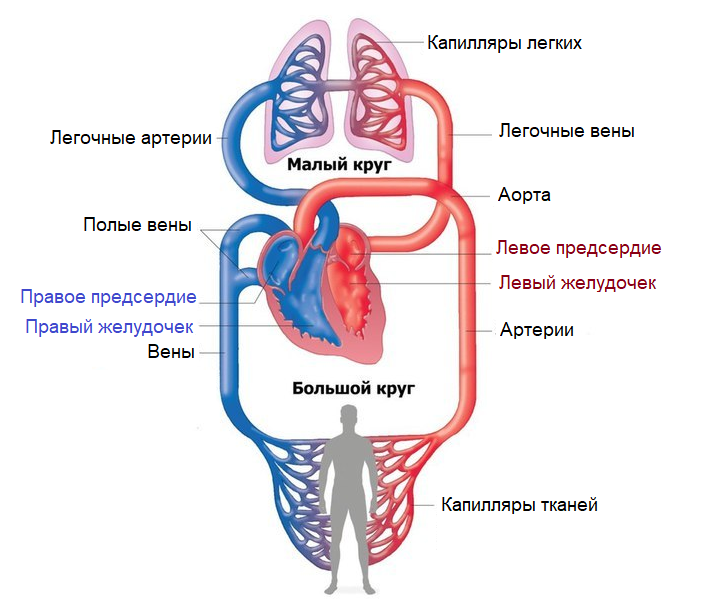 Капилляры легких
Легочные артерии
Легочные вены
Малый круг
Аорта
Полые вены
Левое предсердие
Левый желудочек
Правое предсердие
Правый желудочек
Артерии
Вены
Большой круг
Капилляры тканей